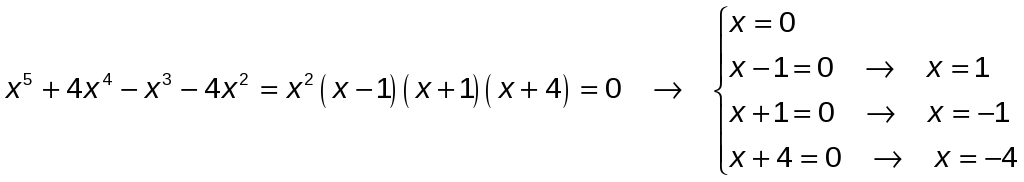 x⁵ + 4x⁴ − x³ − 4x² = x²(x−1)(x+1)(x+4) = 0 →
x = 0
x − 1 = 0 → x = 1
x + 1 = 0 → x = −1
x + 4 = 0 → x = −4